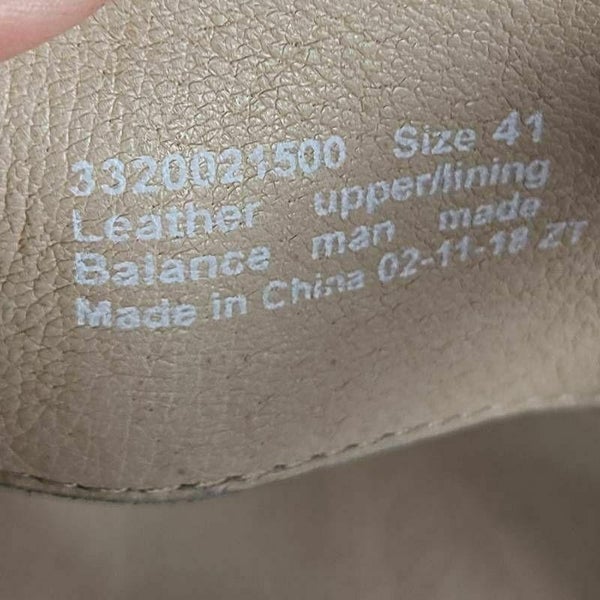 3320021500 Size 41
Leather upper/lining
Balance man made
Made in China 02-11-18 ZT